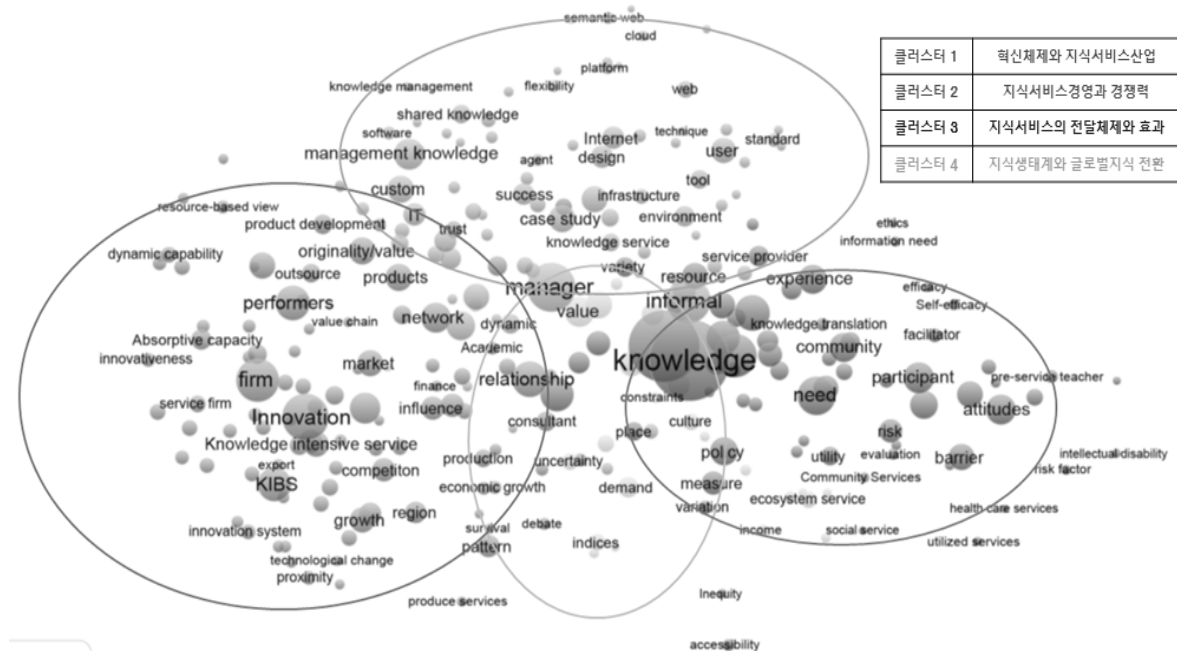 semantic-web
cloud
platform
knowledge management
flexibility
web
shared knowledge
software
Internet
technique
standard
management knowledge
agent
design
user
custom
success
infrastructure
tool
resource-based view
IT
case study
environment
product development
trust
ethics
dynamic capability
originality/value
knowledge service
information need
outsource
products
variety
service provider
resource
experience
performers
manager
informal
efficacy
value
Self-efficacy
value chain
network
dynamic
knowledge translation
facilitator
Absorptive capacity
Academic
community
innovativeness
market
knowledge
firm
finance
relationship
participant
pre-service teacher
service firm
influence
constraints
need
attitudes
Innovation
consultant
culture
place
risk
Knowledge intensive service
policy
evaluation
intellectual disability
export
competiton
production
uncertainty
utility
barrier
risk factor
KIBS
economic growth
demand
measure
Community Services
ecosystem service
growth
region
variation
health care services
innovation system
survival
debate
income
social service
pattern
indices
utilized services
technological change
proximity
produce services
Inequity
accessibility
클러스터 1 혁신체제와 지식서비스산업
클러스터 2 지식서비스경영과 경쟁력
클러스터 3 지식서비스의 전달체제와 효과
클러스터 4 지식생태계와 글로벌지식 전환